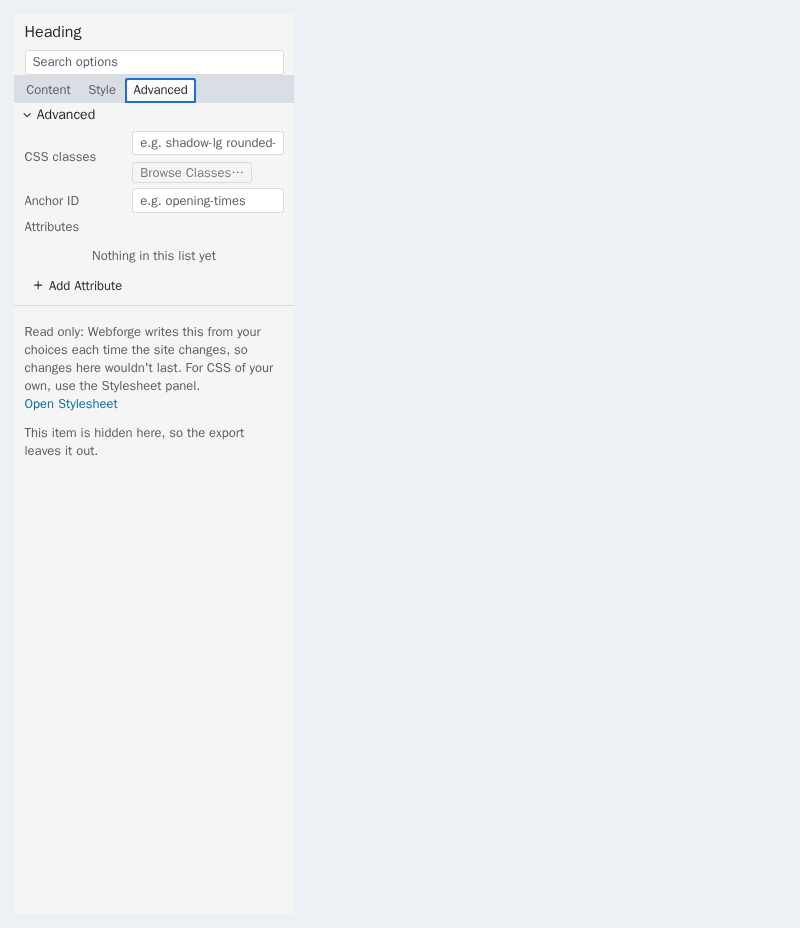 Heading
Search options
Content Style Advanced
Advanced
CSS classes
e.g. shadow-lg rounded-
Browse Classes···
Anchor ID
e.g. opening-times
Attributes
Nothing in this list yet
+ Add Attribute
Read only: Webforge writes this from your
choices each time the site changes, so
changes here wouldn't last. For CSS of your
own, use the Stylesheet panel.
Open Stylesheet
This item is hidden here, so the export
leaves it out.